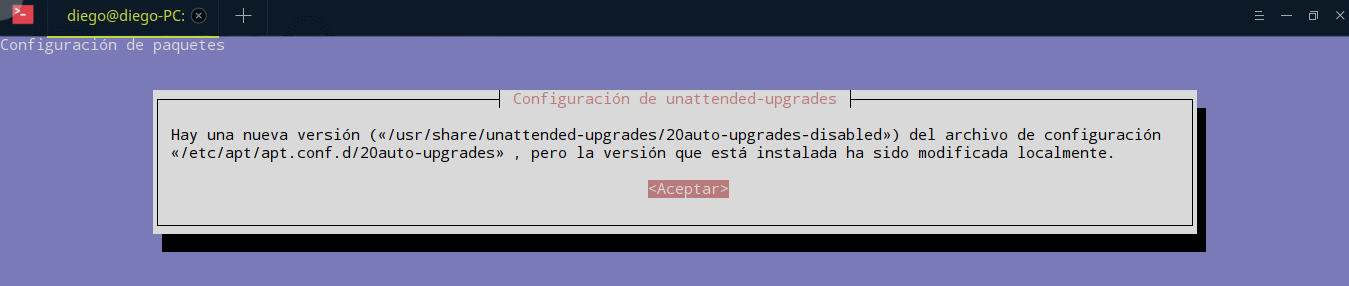 >-
diego@diego-PC:
Configuración de paquetes
Configuración de unattended-upgrades
Hay una nueva versión («/usr/share/unattended-upgrades/20auto-upgrades-disabled») del archivo de configuración
«/etc/apt/apt.conf.d/20auto-upgrades» , pero la versión que está instalada ha sido modificada localmente.
<Aceptar>